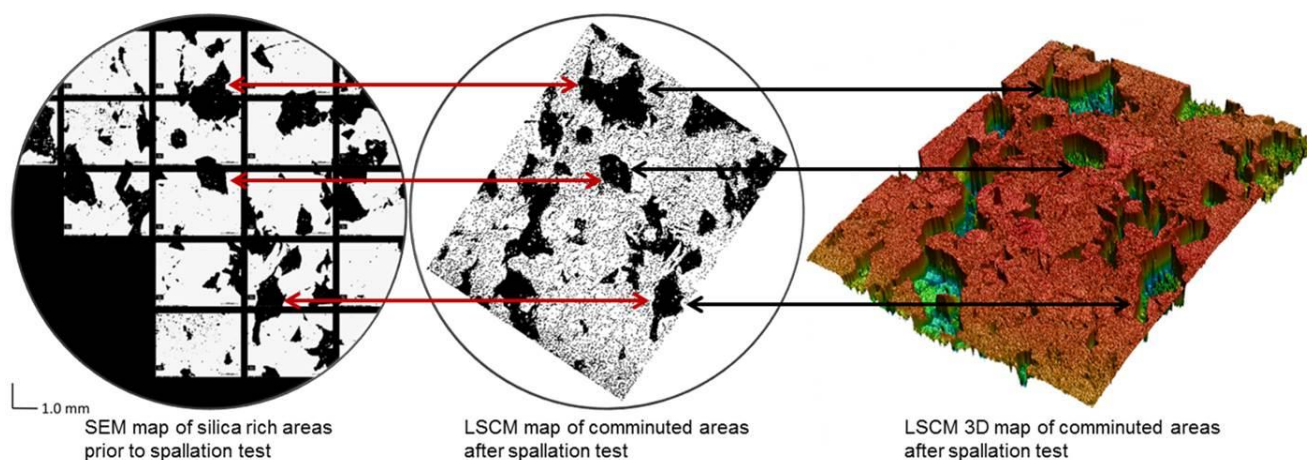 1.0 mm
SEM map of silica rich areas
prior to spallation test
LSCM map of comminuted areas
after spallation test
LSCM 3D map of comminuted areas
after spallation test